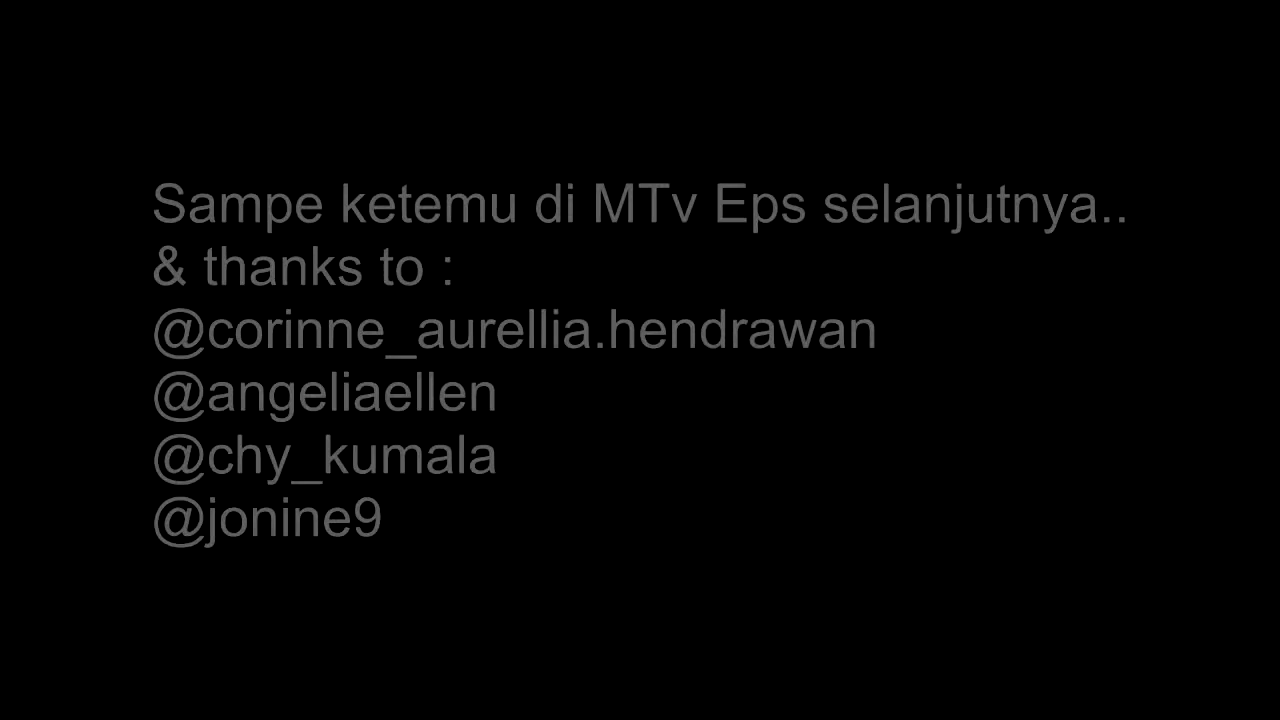 Sampe ketemu di MTv Eps selanjutnya..
& thanks to :
@corinne_aurellia.hendrawan
@angeliaellen
@chy_kumala
@jonine9